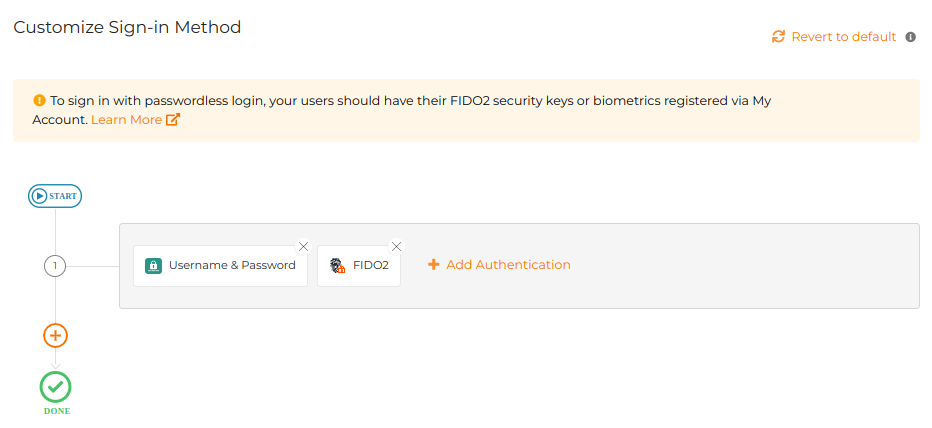 Customize Sign-in Method
Revert to default
To sign in with passwordless login, your users should have their FIDO2 security keys or biometrics registered via My
Account. Learn More
START
1
Username & Password
FIDO2
Add Authentication
DONE